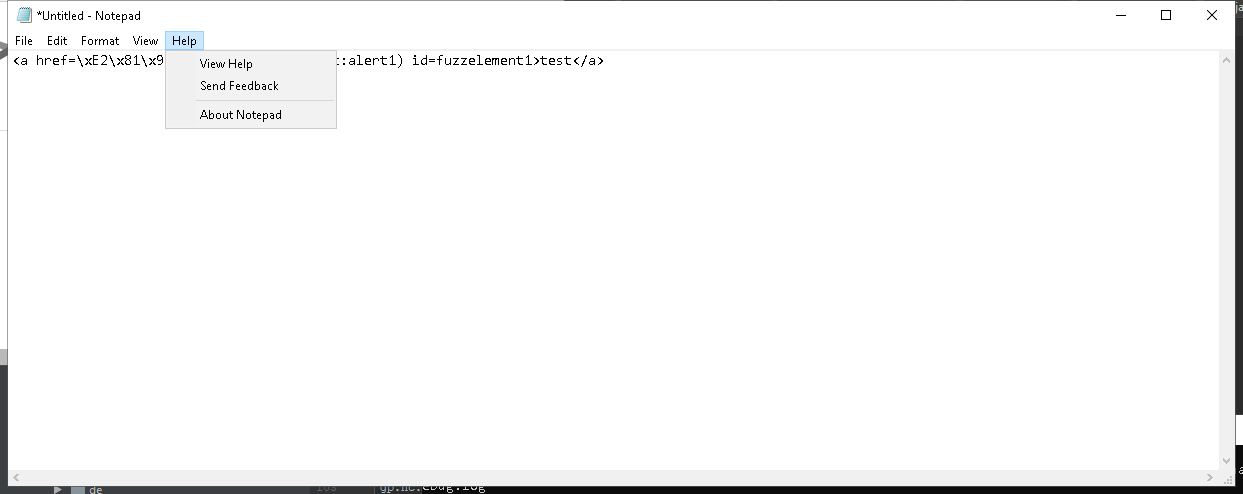 *Untitled - Notepad
File Edit Format View Help
<a href=\xE2\x81\x9 t:alert1) id=fuzzelement1>test</a>
View Help
Send Feedback
About Notepad
de